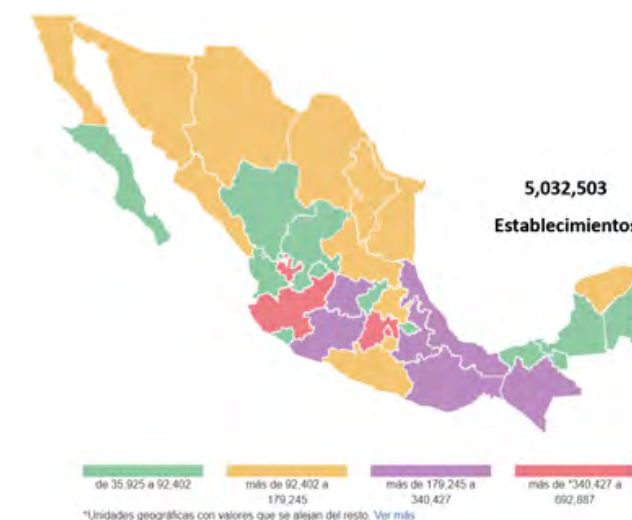 5,032,503
Establecimientos
de 35,925 a 92,402
más de 92,402 a
179,245
más de 179,245 a
340,427
más de *340,427 a
692,887
*Unidades geográficas con valores que se alejan del resto. Ver más